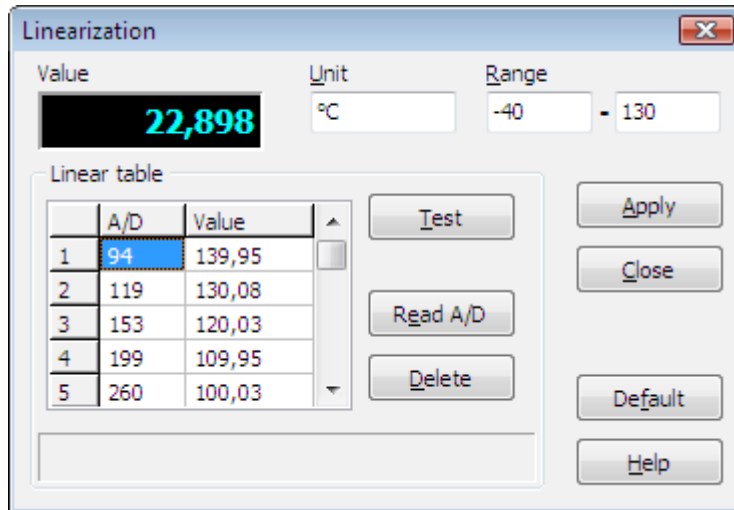 Linearization
Value Unit Range
22,898 ºC -40 - 130
Linear table
A/D Value
1 94 139,95
2 119 130,08
3 153 120,03
4 199 109,95
5 260 100,03
Test
Read A/D
Delete
Apply
Close
Default
Help